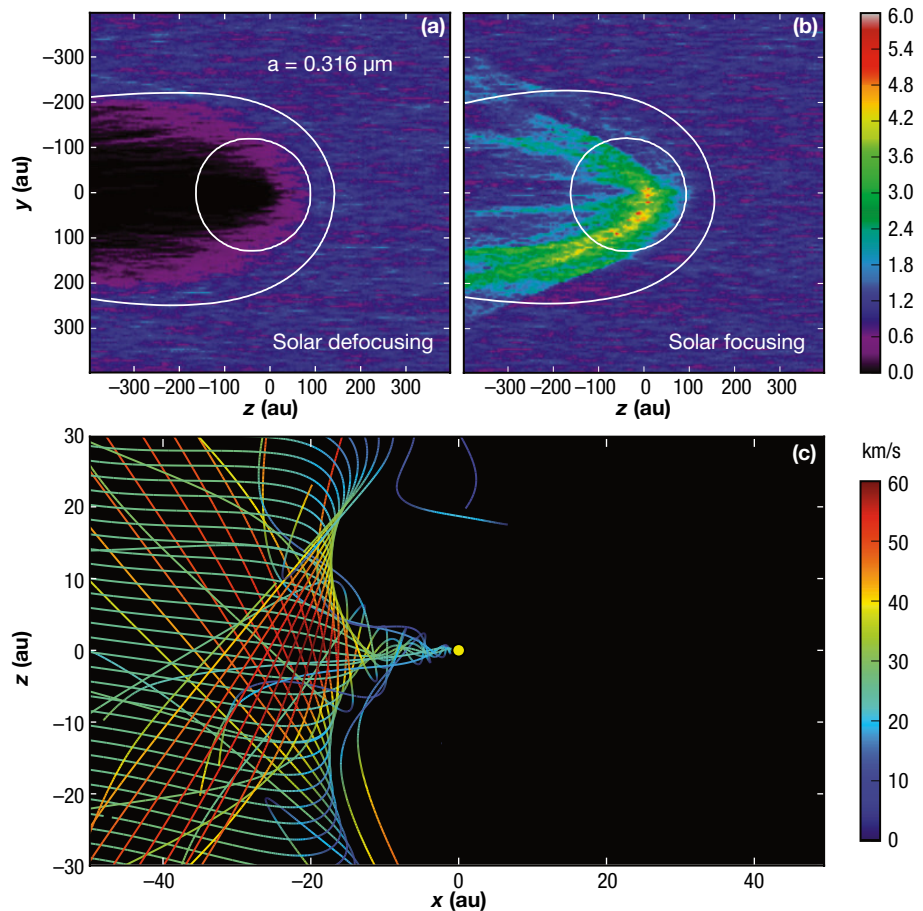 (a)
(b)
a = 0.316 µm
−300
−200
−100
0
100
200
300
y (au)
Solar defocusing
Solar focusing
−300 −200 −100 0 100 200 300
−300 −200 −100 0 100 200 300
z (au)
z (au)
6.0
5.4
4.8
4.2
3.6
3.0
2.4
1.8
1.2
0.6
0.0
(c)
km/s
30
20
10
0
−10
−20
−30
z (au)
−40 −20 0 20 40
x (au)
60
50
40
30
20
10
0